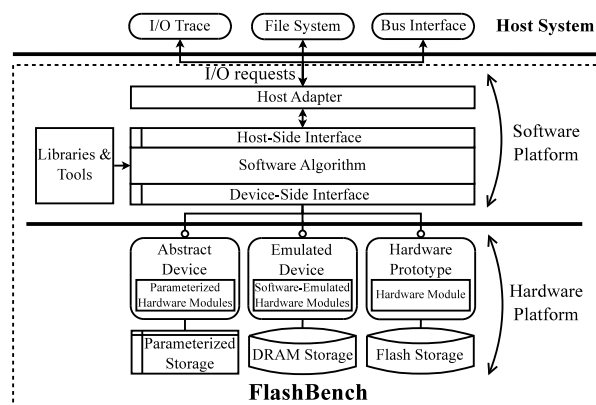 I/O Trace
File System
Bus Interface
Host System
I/O requests
Host Adapter
Host-Side Interface
Libraries &
Tools
Software Algorithm
Device-Side Interface
Software
Platform
Abstract
Device
Parameterized
Hardware Modules
Emulated
Device
Software-Emulated
Hardware Modules
Hardware
Prototype
Hardware Module
Hardware
Platform
Parameterized
Storage
DRAM Storage
Flash Storage
FlashBench